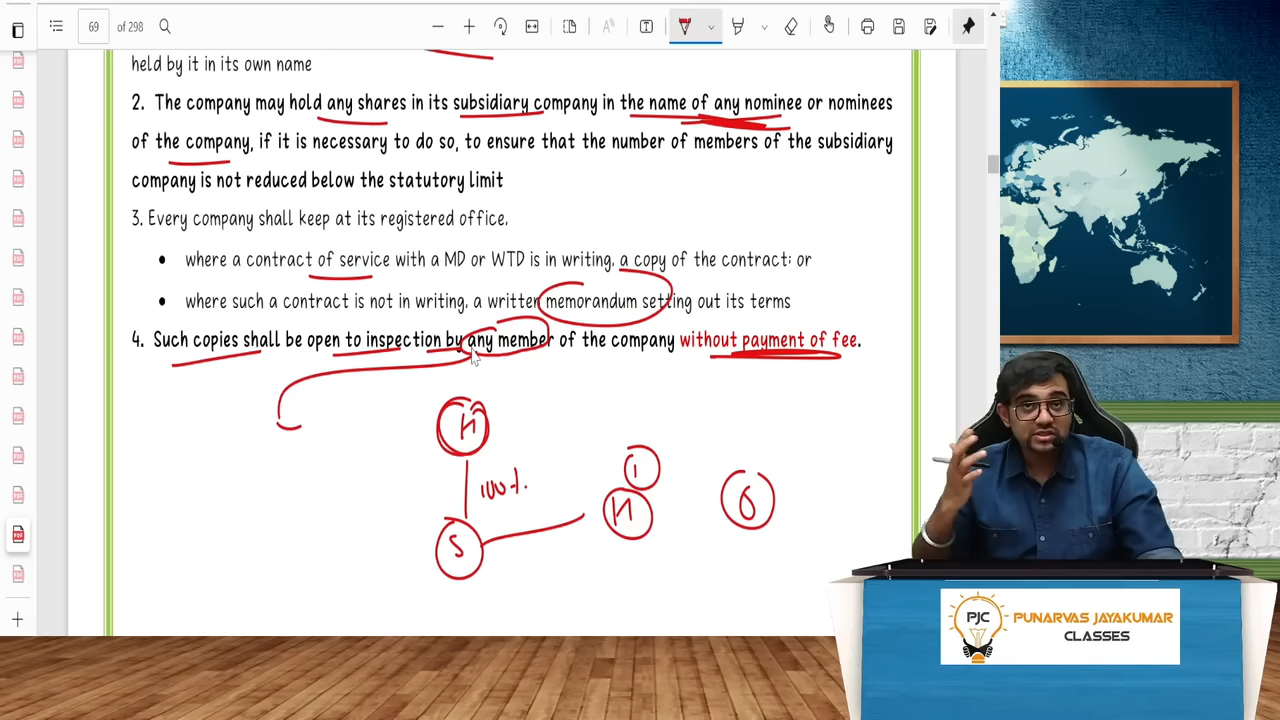 69 of 298
held by it in its own name
2. The company may hold any shares in its subsidiary company in the name of any nominee or nominees
of the company, if it is necessary to do so, to ensure that the number of members of the subsidiary
company is not reduced below the statutory limit
3. Every company shall keep at its registered office,
• where a contract of service with a MD or WTD is in writing, a copy of the contract; or
• where such a contract is not in writing, a written memorandum setting out its terms
4. Such copies shall be open to inspection by any member of the company without payment of fee.
H
100%
S
1
H
6
PJC
PUNARVAS JAYAKUMAR
CLASSES